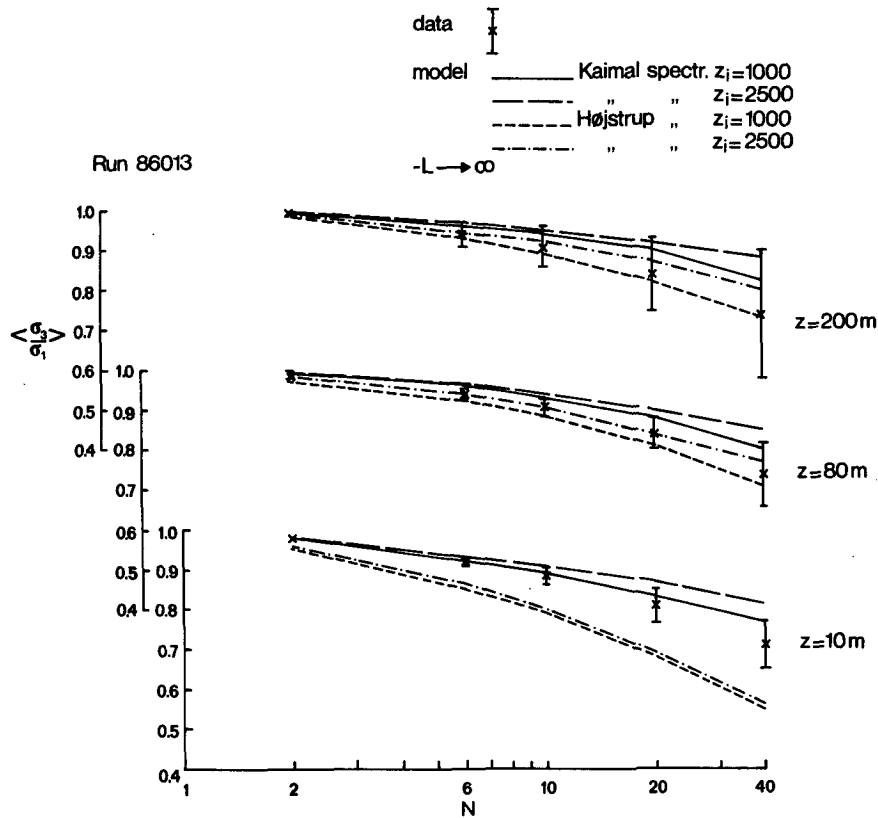 data
model Kaimal spectr. zi=1000
„ „ zi=2500
Højstrup „ zi=1000
„ „ zi=2500
Run 86013 -L → ∞
1.0
0.9
0.8
0.7
<σ3/σ1>
z=200m
0.6 1.0
0.5 0.9
0.4 0.8
0.7
z=80m
0.6 1.0
0.5 0.9
0.4 0.8
0.7
z=10m
0.6
0.5
0.4
1 2 6 10 20 40
N